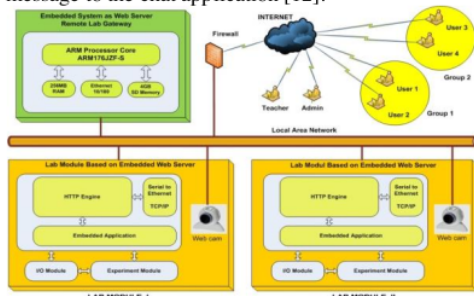 message to the chat application [12].
Embedded System as Web Server
Remote Lab Gateway
ARM Processor Core
ARM176JZF-S
256MB
RAM
Ethernet
10/100
4GB
SD Memory
Firewall
INTERNET
User 3
User 4
Group 2
User 1
User 2
Group 1
Teacher
Admin
Local Area Network
Lab Module Based on Embedded Web Server
HTTP Engine
Serial to
Ethernet
TCP/IP
Embedded Application
Web cam
I/O Module
Experiment Module
Lab Modul Based on Embedded Web Server
HTTP Engine
Serial to
Ethernet
TCP/IP
Embedded Application
Web cam
I/O Module
Experiment Module